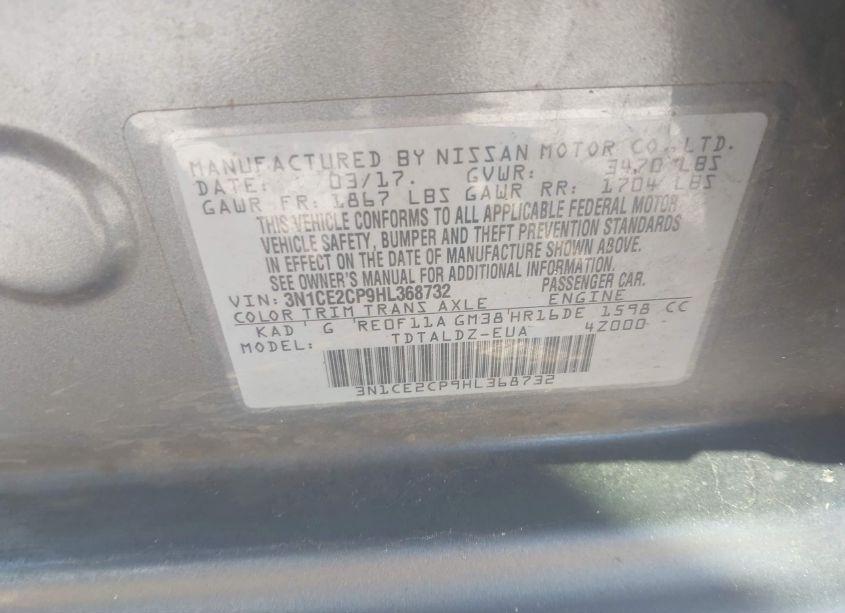 MANUFACTURED BY NISSAN MOTOR CO.,LTD.
DATE: 03/17. GVWR: 3470 LBS
GAWR FR: 1867 LBS GAWR RR: 1704 LBS
THIS VEHICLE CONFORMS TO ALL APPLICABLE FEDERAL MOTOR
VEHICLE SAFETY, BUMPER AND THEFT PREVENTION STANDARDS
IN EFFECT ON THE DATE OF MANUFACTURE SHOWN ABOVE.
SEE OWNER'S MANUAL FOR ADDITIONAL INFORMATION.
VIN: 3N1CE2CP9HL368732 PASSENGER CAR.
COLOR TRIM TRANS AXLE ENGINE
KAD G RE0F11A GM38 HR16DE 1598 CC
MODEL: TDTALDZ-EUA 4Z000
3N1CE2CP9HL368732